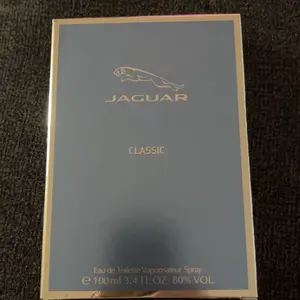 JAGUAR
CLASSIC
Eau de Toilette Vaporisateur Spray
℮ 100 ml 3.4 FL.OZ. 80% VOL.